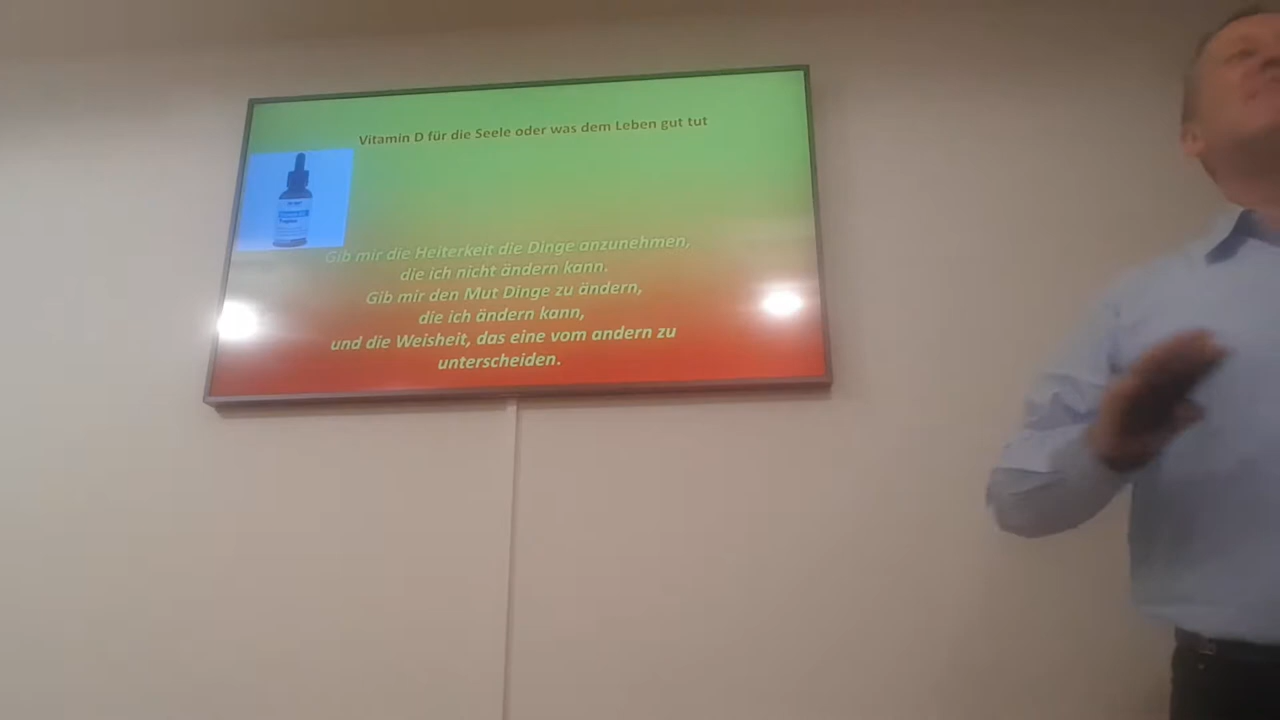 Vitamin D für die Seele oder was dem Leben gut tut
Gib mir die Heiterkeit die Dinge anzunehmen,
die ich nicht ändern kann.
Gib mir den Mut Dinge zu ändern,
die ich ändern kann,
und die Weisheit, das eine vom andern zu
unterscheiden.